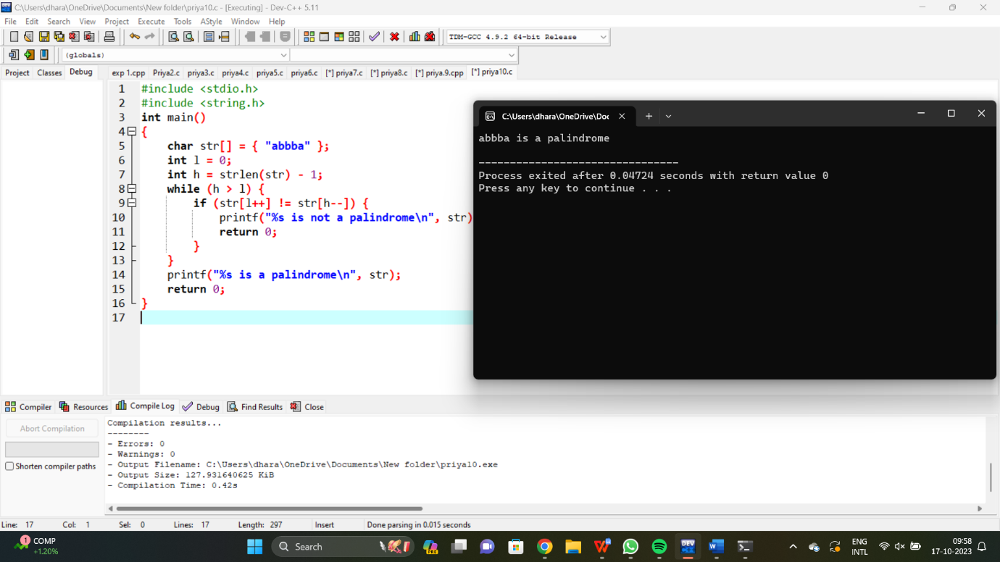 C:\Users\dhara\OneDrive\Documents\New folder\priya10.c - [Executing] - Dev-C++ 5.11
File Edit Search View Project Execute Tools AStyle Window Help
TDM-GCC 4.9.2 64-bit Release
(globals)
Project Classes Debug
exp 1.cpp Priya2.c priya3.c priya4.c priya5.c priya6.c [*] priya7.c [*] priya8.c [*] priya.9.cpp [*] priya10.c
1 #include <stdio.h>
2 #include <string.h>
3 int main()
4 {
5 char str[] = { "abbba" };
6 int l = 0;
7 int h = strlen(str) - 1;
8 while (h > l) {
9 if (str[l++] != str[h--]) {
10 printf("%s is not a palindrome\n", str)
11 return 0;
12 }
13 }
14 printf("%s is a palindrome\n", str);
15 return 0;
16 }
17
C:\Users\dhara\OneDrive\Doc
abbba is a palindrome
--------------------------------
Process exited after 0.04724 seconds with return value 0
Press any key to continue . . .
Compiler Resources Compile Log Debug Find Results Close
Abort Compilation
Shorten compiler paths
Compilation results...
--------
- Errors: 0
- Warnings: 0
- Output Filename: C:\Users\dhara\OneDrive\Documents\New folder\priya10.exe
- Output Size: 127.931640625 KiB
- Compilation Time: 0.42s
Line: 17 Col: 1 Sel: 0 Lines: 17 Length: 297 Insert Done parsing in 0.015 seconds
1
COMP
+1.20%
Search
PRE
DEV
ENG
INTL
09:58
17-10-2023